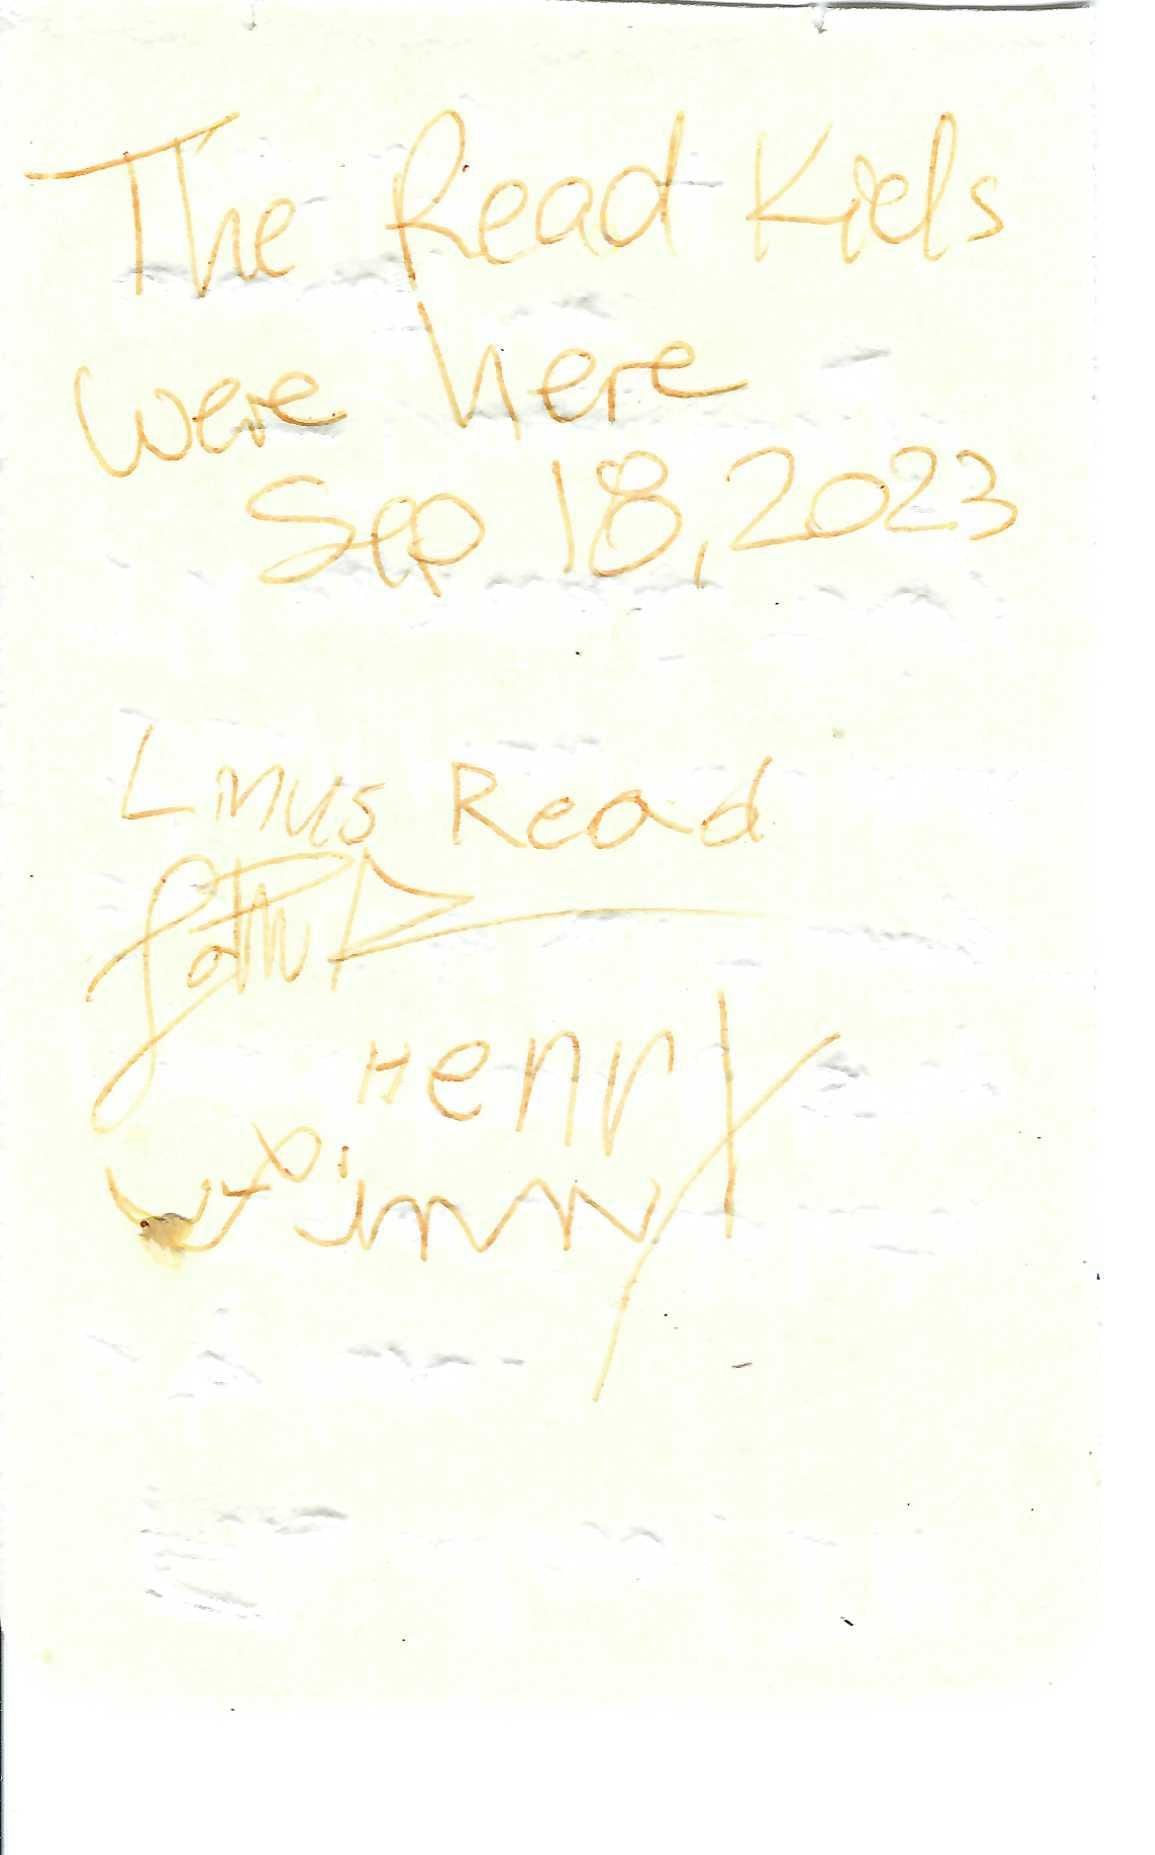 The Read Kids
were here
Sep 18, 2023
Linus Read
Henry